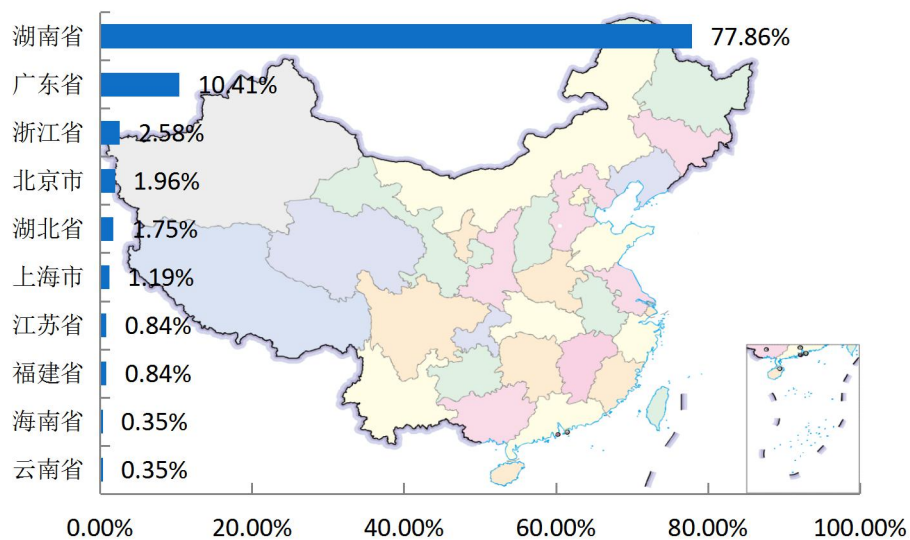 湖南省 77.86%
广东省 10.41%
浙江省 2.58%
北京市 1.96%
湖北省 1.75%
上海市 1.19%
江苏省 0.84%
福建省 0.84%
海南省 0.35%
云南省 0.35%
0.00% 20.00% 40.00% 60.00% 80.00% 100.00%